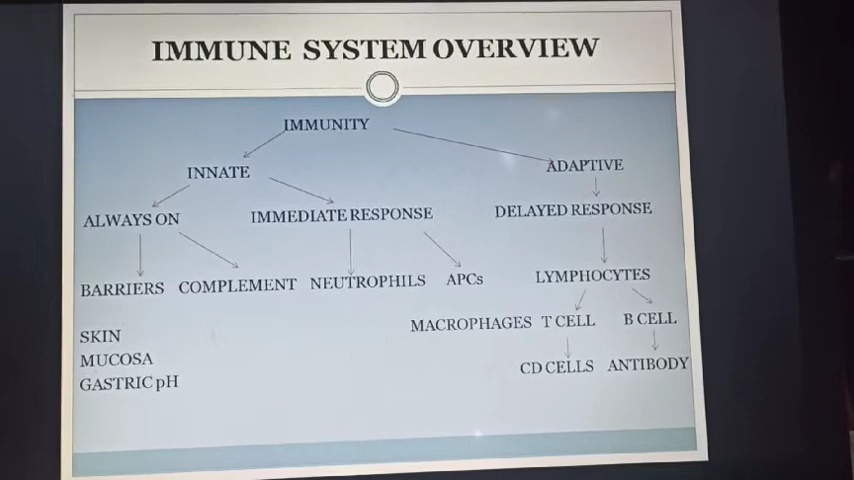 IMMUNE SYSTEM OVERVIEW
IMMUNITY
INNATE
ADAPTIVE
ALWAYS ON
IMMEDIATE RESPONSE
DELAYED RESPONSE
BARRIERS
COMPLEMENT
NEUTROPHILS
APCs
LYMPHOCYTES
MACROPHAGES
T CELL
B CELL
SKIN
MUCOSA
GASTRIC pH
CD CELLS
ANTIBODY